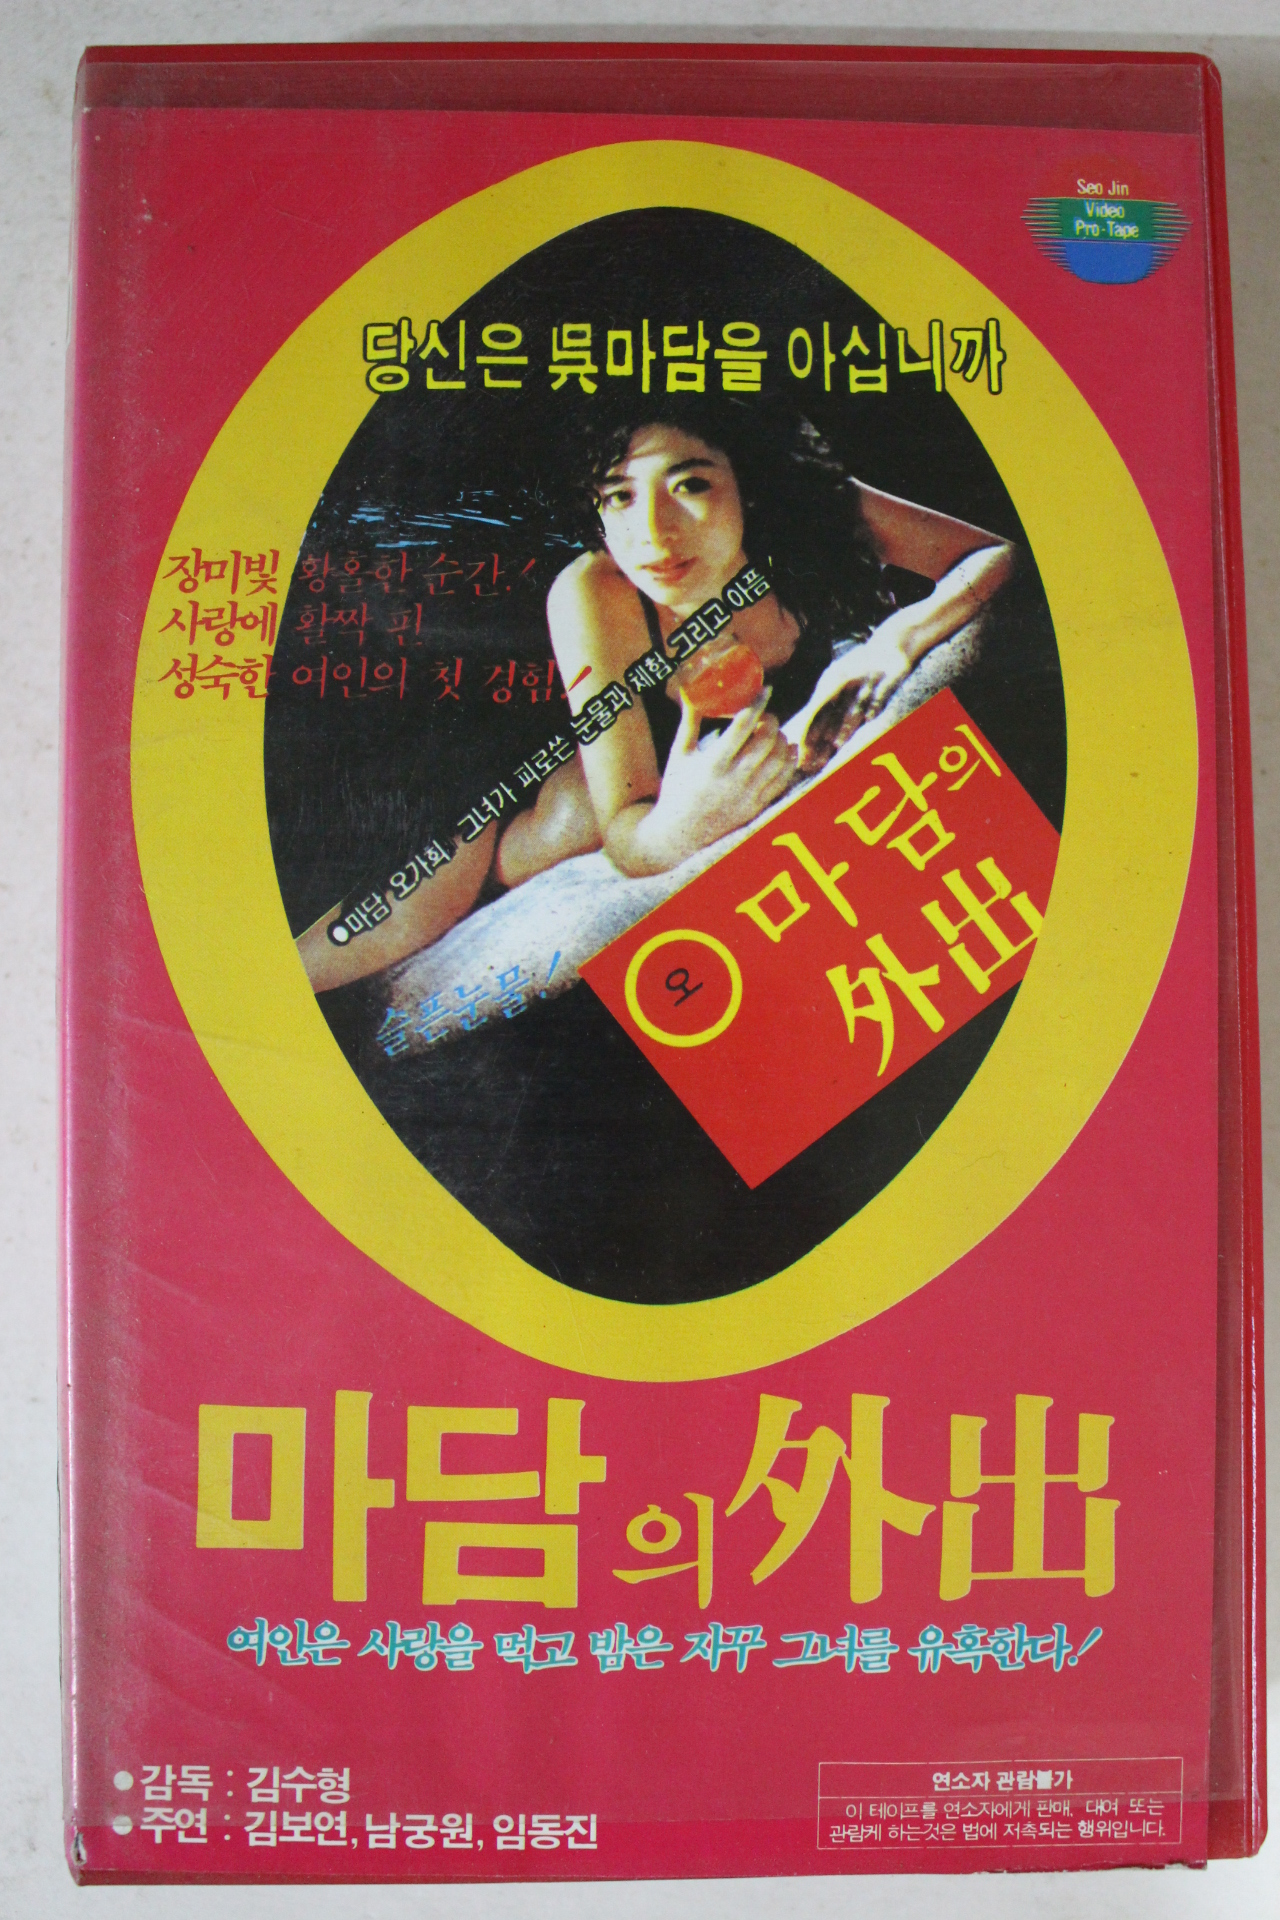 Seo Jin
Video
Pro-Tape
당신은 吳마담을 아십니까
장미빛 황홀한 순간!
사랑에 활짝 핀
성숙한 여인의 첫 경험!
●마담 오가희 그녀가 피로쓴 눈물과 체험, 그리고 아픔!
슬픈눈물!
오 마담의
外出
마담의 外出
여인은 사랑을 먹고 밤은 자꾸 그녀를 유혹한다!
●감독 : 김수형
●주연 : 김보연, 남궁원, 임동진
연소자 관람불가
이 테이프를 연소자에게 판매, 대여 또는
관람케 하는것은 법에 저촉되는 행위입니다.